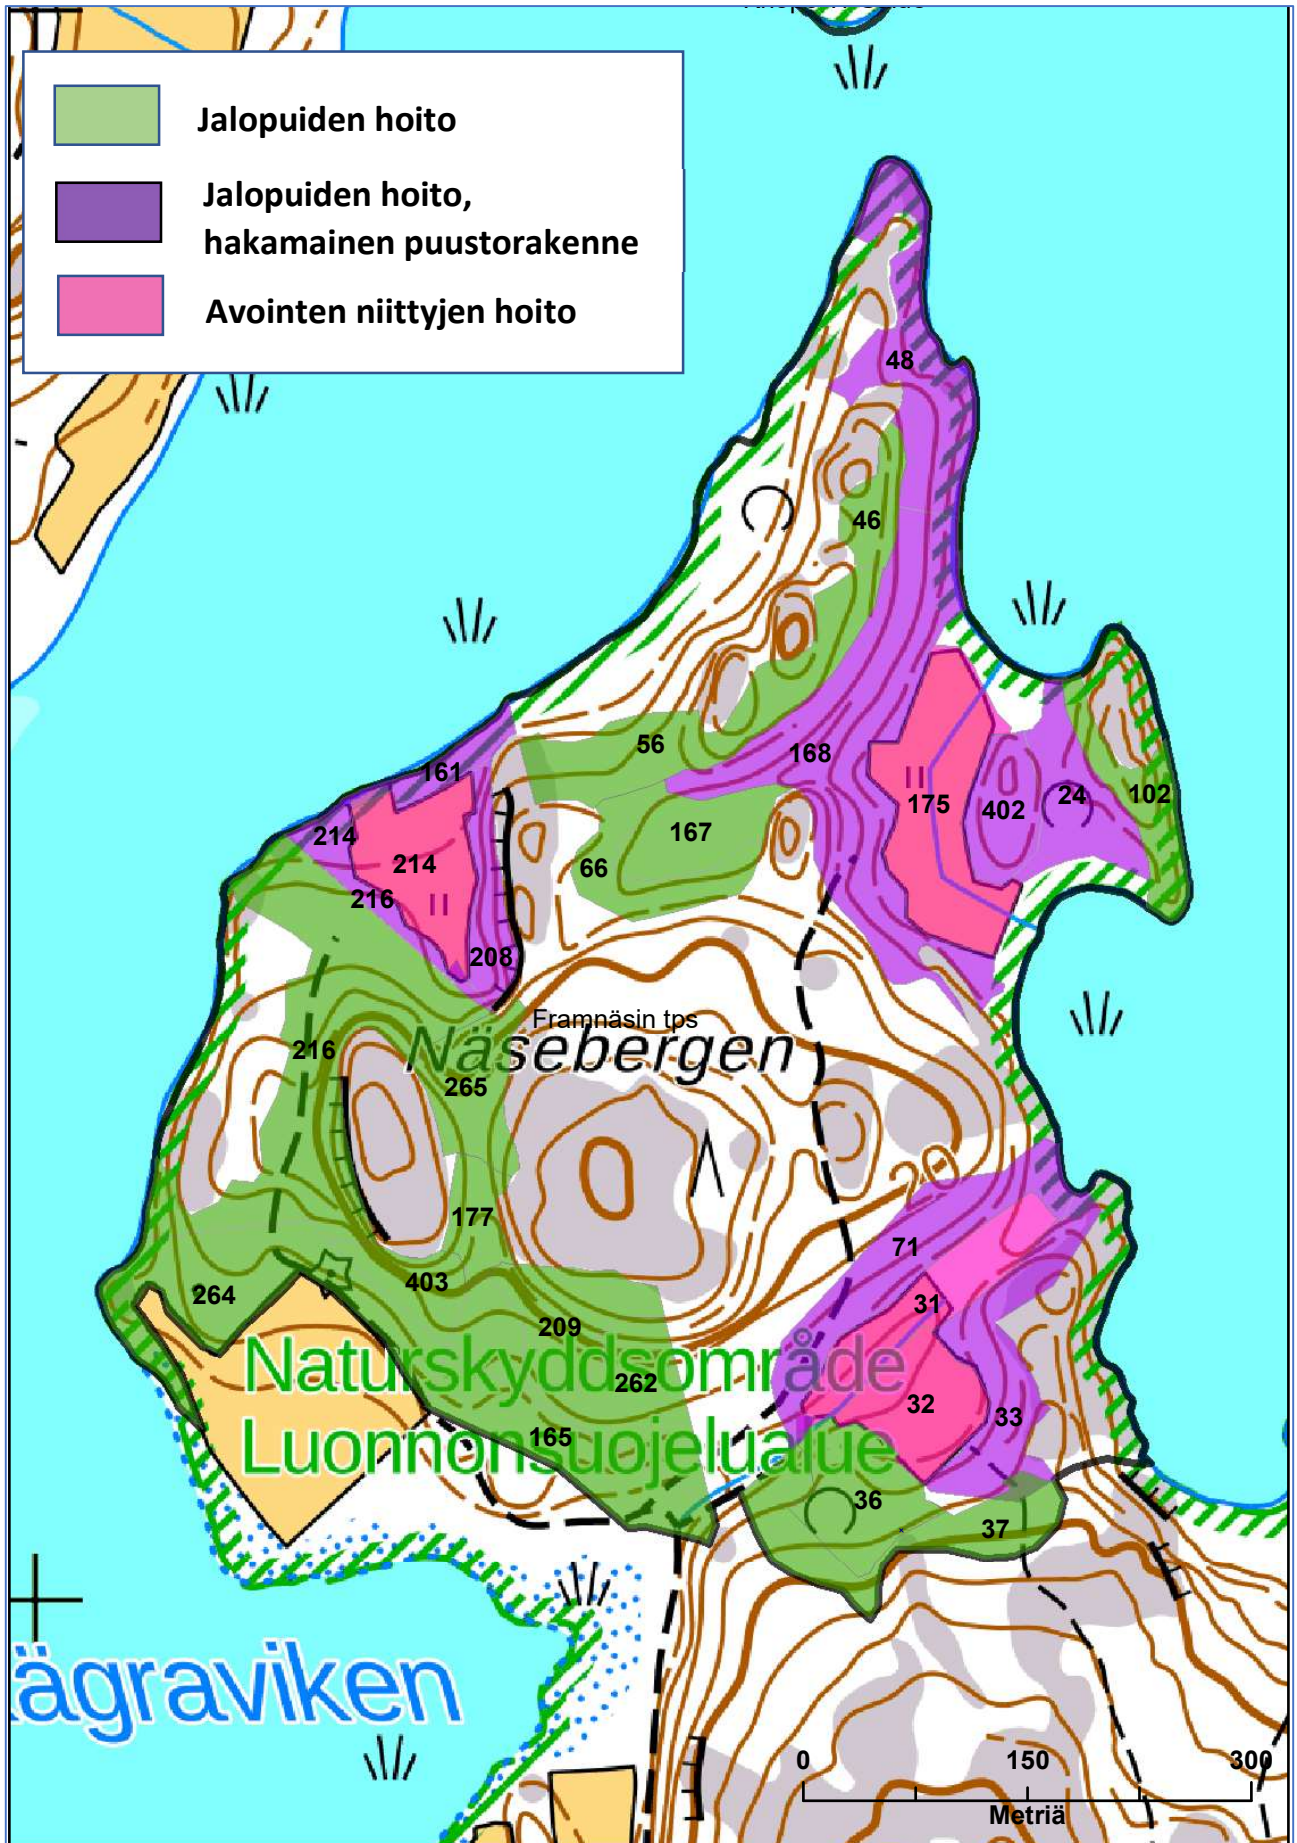 Jalopuiden hoito
Jalopuiden hoito,
hakamainen puustorakenne
Avointen niittyjen hoito
48
46
56
168
161
175
402
24
102
167
66
214
214
216
208
Framnäsin tps
Näsebergen
216
265
20
177
71
403
264
31
209
Naturskyddsområde
262
32
33
165
Luonnonsuojelualue
36
37
ägraviken
0 150 300
Metriä